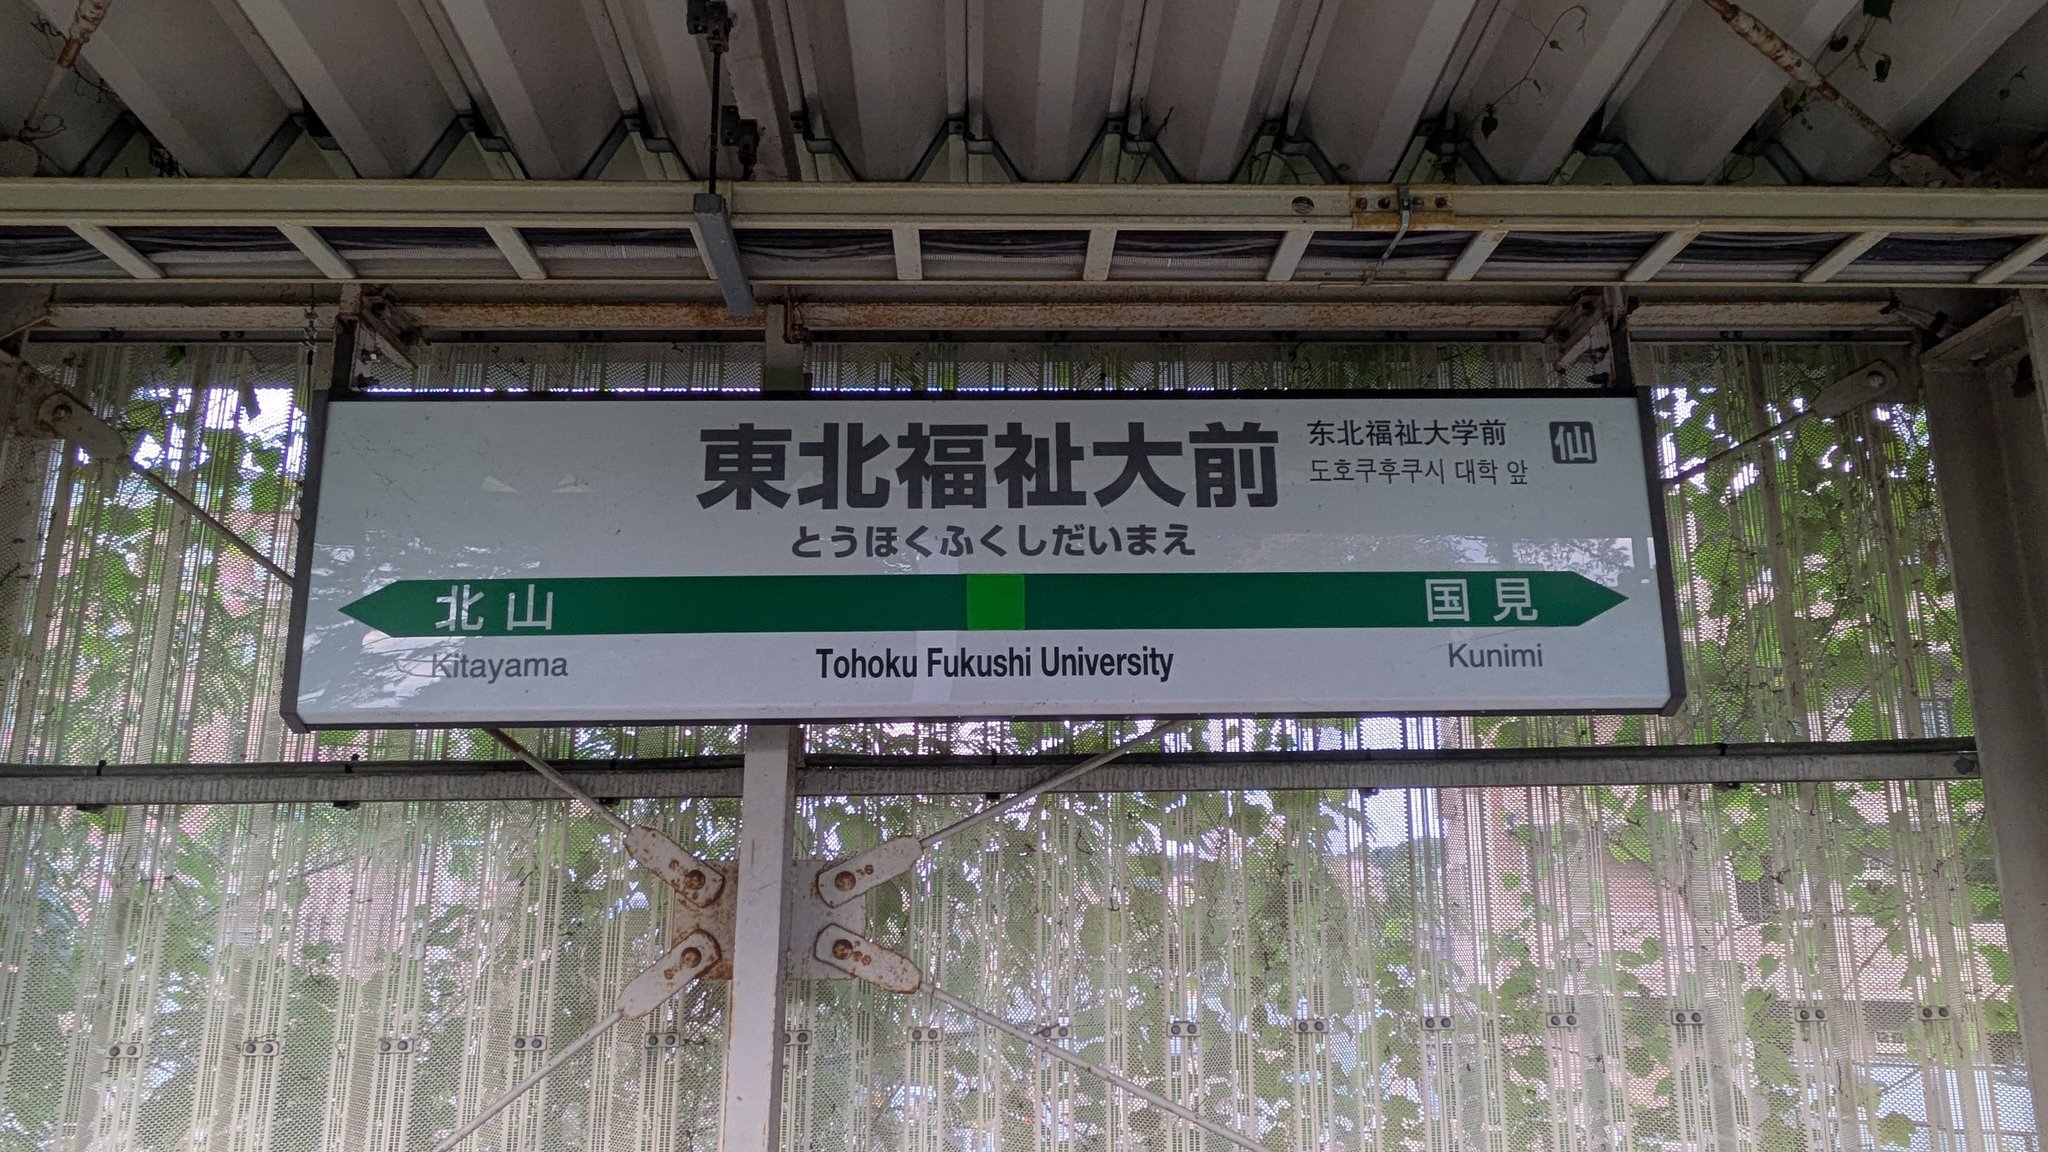 東北福祉大前
东北福祉大学前
仙
도호쿠후쿠시 대학 앞
とうほくふくしだいまえ
北山
国見
Kitayama
Tohoku Fukushi University
Kunimi